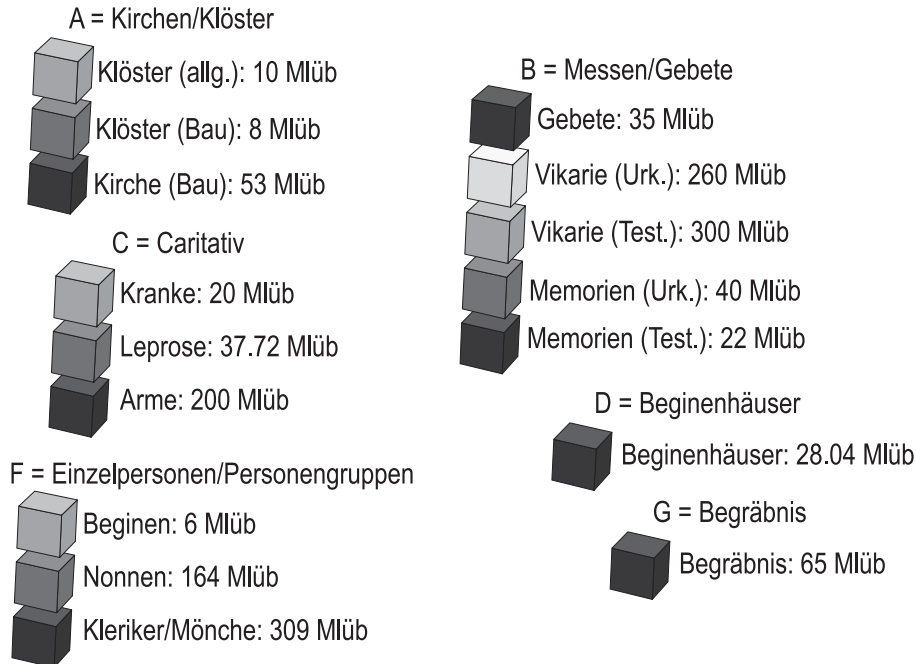 A = Kirchen/Klöster
Klöster (allg.): 10 Mlüb
Klöster (Bau): 8 Mlüb
Kirche (Bau): 53 Mlüb
B = Messen/Gebete
Gebete: 35 Mlüb
Vikarie (Urk.): 260 Mlüb
Vikarie (Test.): 300 Mlüb
Memorien (Urk.): 40 Mlüb
Memorien (Test.): 22 Mlüb
C = Caritativ
Kranke: 20 Mlüb
Leprose: 37.72 Mlüb
Arme: 200 Mlüb
D = Beginenhäuser
Beginenhäuser: 28.04 Mlüb
F = Einzelpersonen/Personengruppen
Beginen: 6 Mlüb
Nonnen: 164 Mlüb
Kleriker/Mönche: 309 Mlüb
G = Begräbnis
Begräbnis: 65 Mlüb